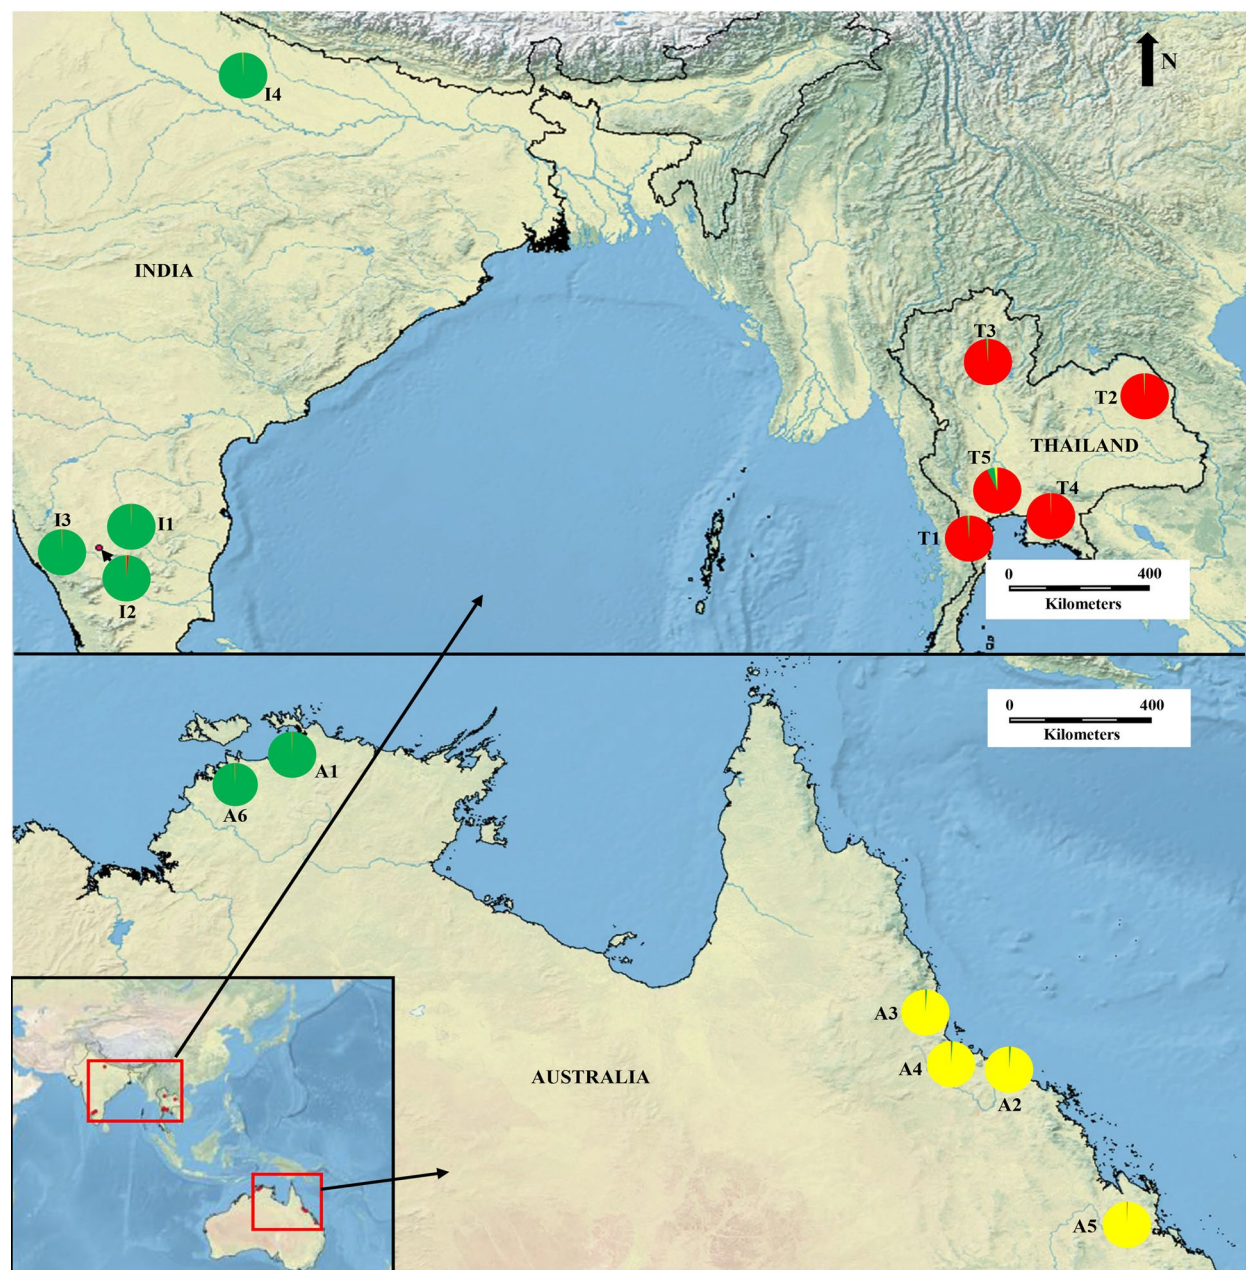 N
I4
INDIA
T3
T2
THAILAND
T5
T4
I3
I1
T1
0 400
Kilometers
I2
0 400
Kilometers
A1
A6
A3
A4
AUSTRALIA
A2
A5